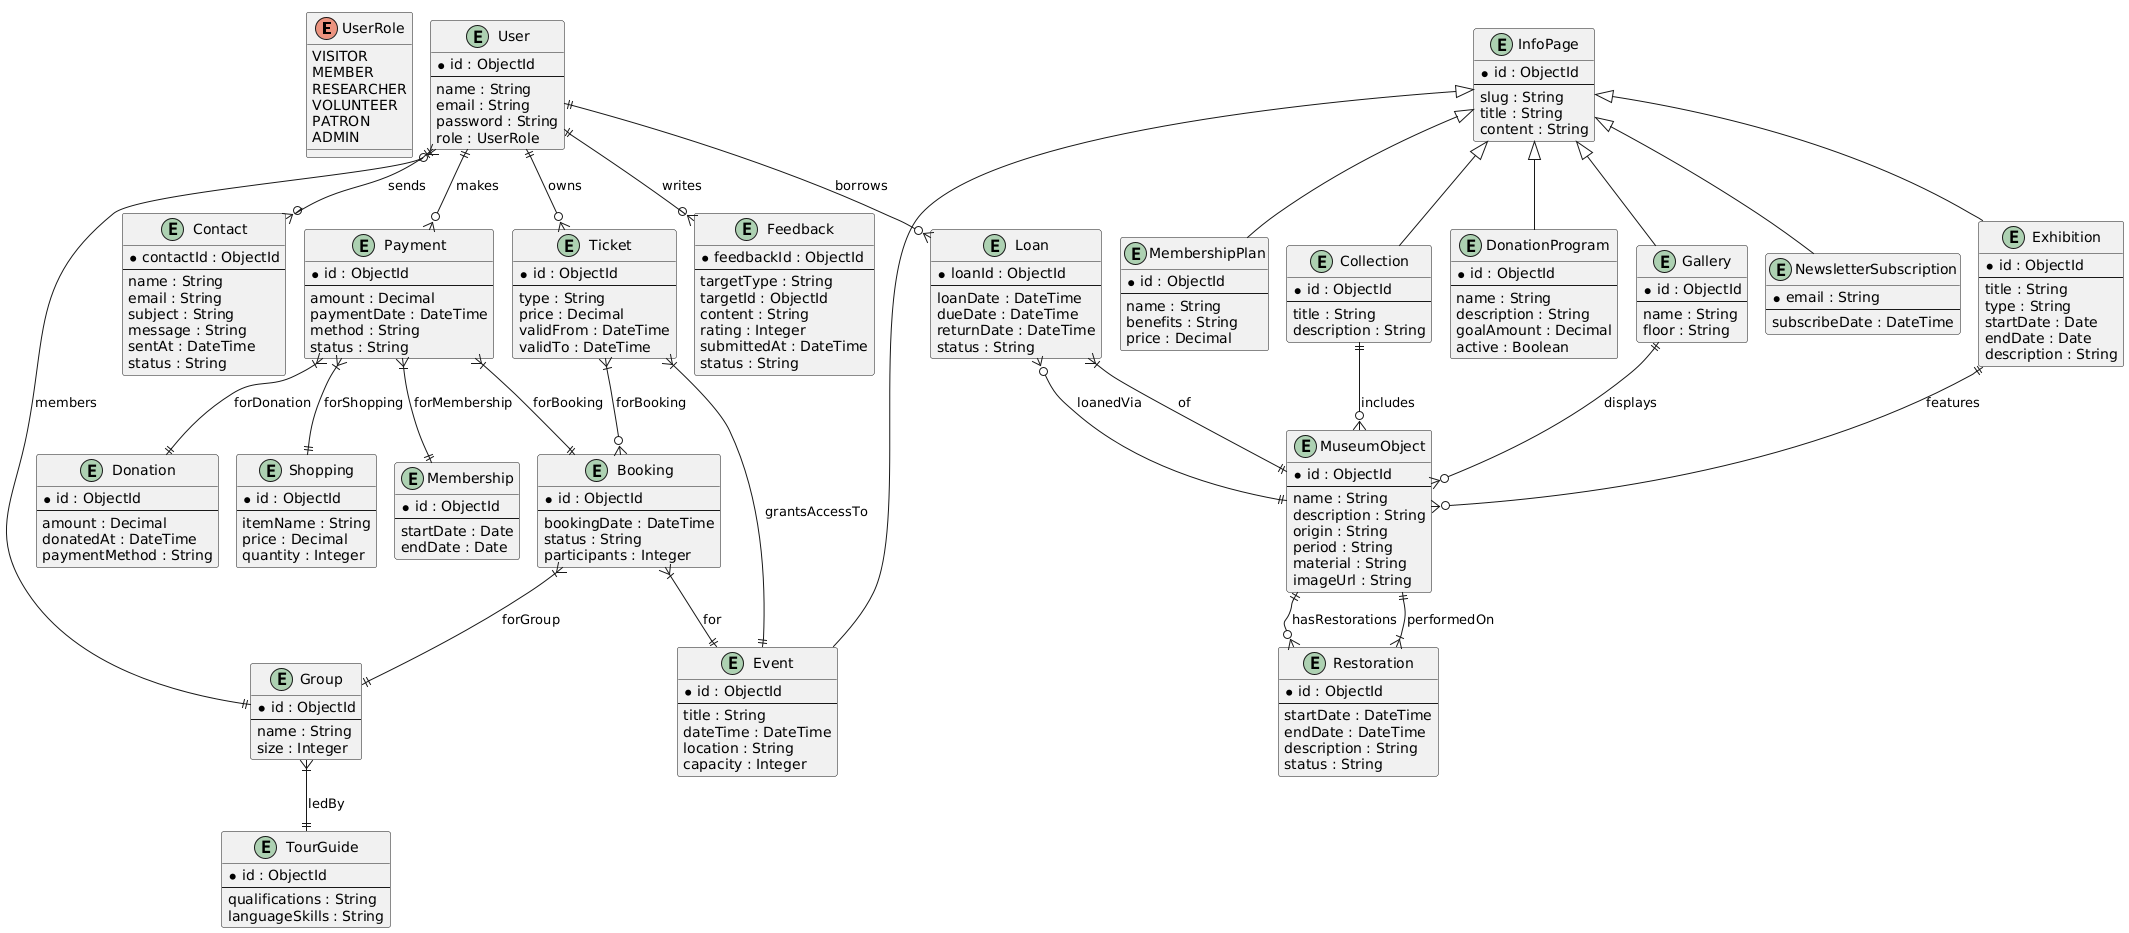 E UserRole
VISITOR
MEMBER
RESEARCHER
VOLUNTEER
PATRON
ADMIN
E User
* id : ObjectId
name : String
email : String
password : String
role : UserRole
E InfoPage
* id : ObjectId
slug : String
title : String
content : String
sends
makes
owns
writes
borrows
E Contact
* contactId : ObjectId
name : String
email : String
subject : String
message : String
sentAt : DateTime
status : String
E Payment
* id : ObjectId
amount : Decimal
paymentDate : DateTime
method : String
status : String
E Ticket
* id : ObjectId
type : String
price : Decimal
validFrom : DateTime
validTo : DateTime
E Feedback
* feedbackId : ObjectId
targetType : String
targetId : ObjectId
content : String
rating : Integer
submittedAt : DateTime
status : String
E Loan
* loanId : ObjectId
loanDate : DateTime
dueDate : DateTime
returnDate : DateTime
status : String
E MembershipPlan
* id : ObjectId
name : String
benefits : String
price : Decimal
E Collection
* id : ObjectId
title : String
description : String
E DonationProgram
* id : ObjectId
name : String
description : String
goalAmount : Decimal
active : Boolean
E Gallery
* id : ObjectId
name : String
floor : String
E NewsletterSubscription
* email : String
subscribeDate : DateTime
E Exhibition
* id : ObjectId
title : String
type : String
startDate : Date
endDate : Date
description : String
members
forDonation
forShopping
forMembership
forBooking
forBooking
loanedVia
of
includes
displays
features
E Donation
* id : ObjectId
amount : Decimal
donatedAt : DateTime
paymentMethod : String
E Shopping
* id : ObjectId
itemName : String
price : Decimal
quantity : Integer
E Membership
* id : ObjectId
startDate : Date
endDate : Date
E Booking
* id : ObjectId
bookingDate : DateTime
status : String
participants : Integer
grantsAccessTo
E MuseumObject
* id : ObjectId
name : String
description : String
origin : String
period : String
material : String
imageUrl : String
forGroup
for
hasRestorations
performedOn
E Group
* id : ObjectId
name : String
size : Integer
E Event
* id : ObjectId
title : String
dateTime : DateTime
location : String
capacity : Integer
E Restoration
* id : ObjectId
startDate : DateTime
endDate : DateTime
description : String
status : String
ledBy
E TourGuide
* id : ObjectId
qualifications : String
languageSkills : String